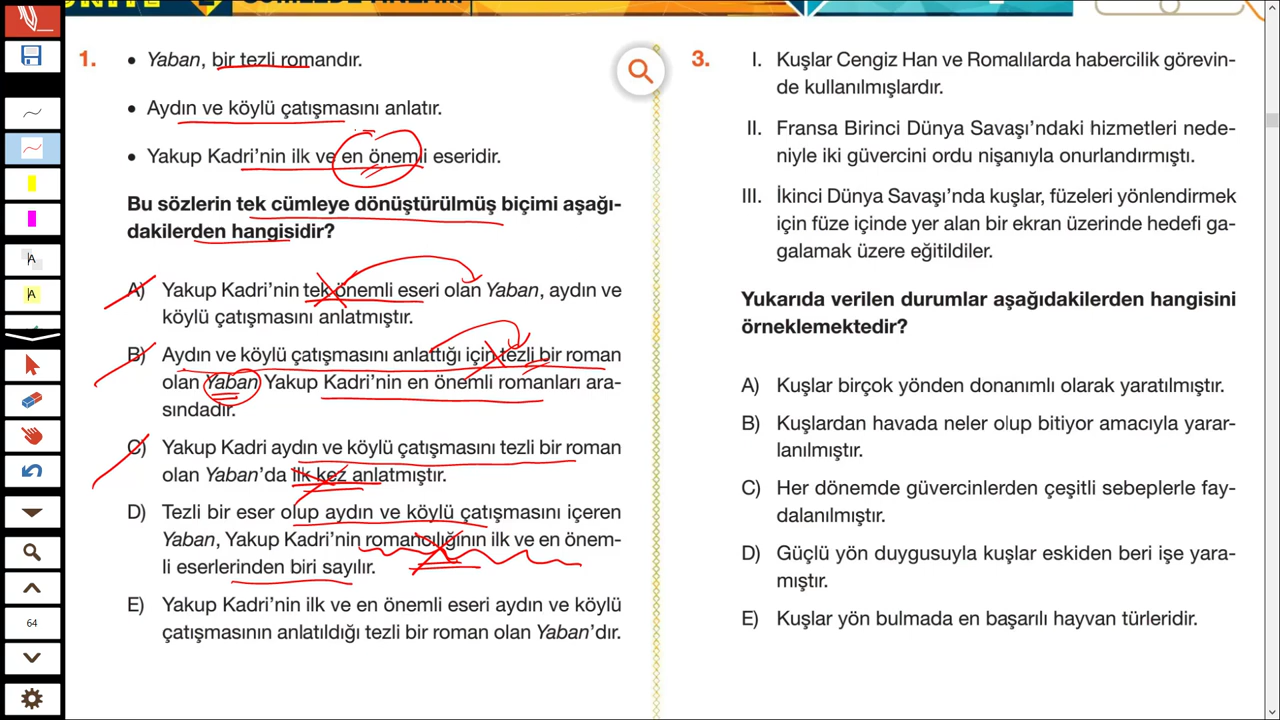 1.
• Yaban, bir tezli romandır.
• Aydın ve köylü çatışmasını anlatır.
• Yakup Kadri'nin ilk ve en önemli eseridir.
Bu sözlerin tek cümleye dönüştürülmüş biçimi aşağı-
dakilerden hangisidir?
A) Yakup Kadri'nin tek önemli eseri olan Yaban, aydın ve
köylü çatışmasını anlatmıştır.
B) Aydın ve köylü çatışmasını anlattığı için tezli bir roman
olan Yaban Yakup Kadri'nin en önemli romanları ara-
sındadır.
C) Yakup Kadri aydın ve köylü çatışmasını tezli bir roman
olan Yaban'da ilk kez anlatmıştır.
D) Tezli bir eser olup aydın ve köylü çatışmasını içeren
Yaban, Yakup Kadri'nin romancılığının ilk ve en önem-
li eserlerinden biri sayılır.
E) Yakup Kadri'nin ilk ve en önemli eseri aydın ve köylü
çatışmasının anlatıldığı tezli bir roman olan Yaban'dır.
3.
I. Kuşlar Cengiz Han ve Romalılarda habercilik görevin-
de kullanılmışlardır.
II. Fransa Birinci Dünya Savaşı'ndaki hizmetleri nede-
niyle iki güvercini ordu nişanıyla onurlandırmıştı.
III. İkinci Dünya Savaşı'nda kuşlar, füzeleri yönlendirmek
için füze içinde yer alan bir ekran üzerinde hedefi ga-
galamak üzere eğitildiler.
Yukarıda verilen durumlar aşağıdakilerden hangisini
örneklemektedir?
A) Kuşlar birçok yönden donanımlı olarak yaratılmıştır.
B) Kuşlardan havada neler olup bitiyor amacıyla yarar-
lanılmıştır.
C) Her dönemde güvercinlerden çeşitli sebeplerle fay-
dalanılmıştır.
D) Güçlü yön duygusuyla kuşlar eskiden beri işe yara-
mıştır.
E) Kuşlar yön bulmada en başarılı hayvan türleridir.
A
A
64